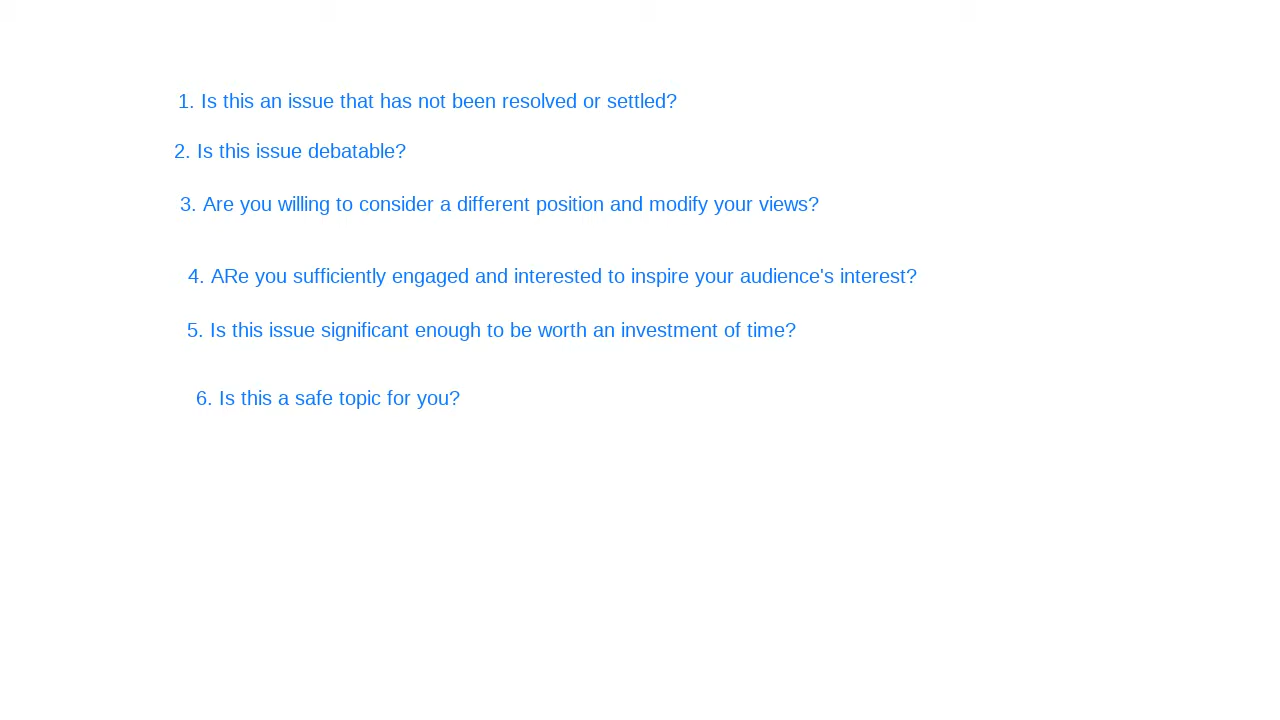 1. Is this an issue that has not been resolved or settled?
2. Is this issue debatable?
3. Are you willing to consider a different position and modify your views?
4. ARe you sufficiently engaged and interested to inspire your audience's interest?
5. Is this issue significant enough to be worth an investment of time?
6. Is this a safe topic for you?